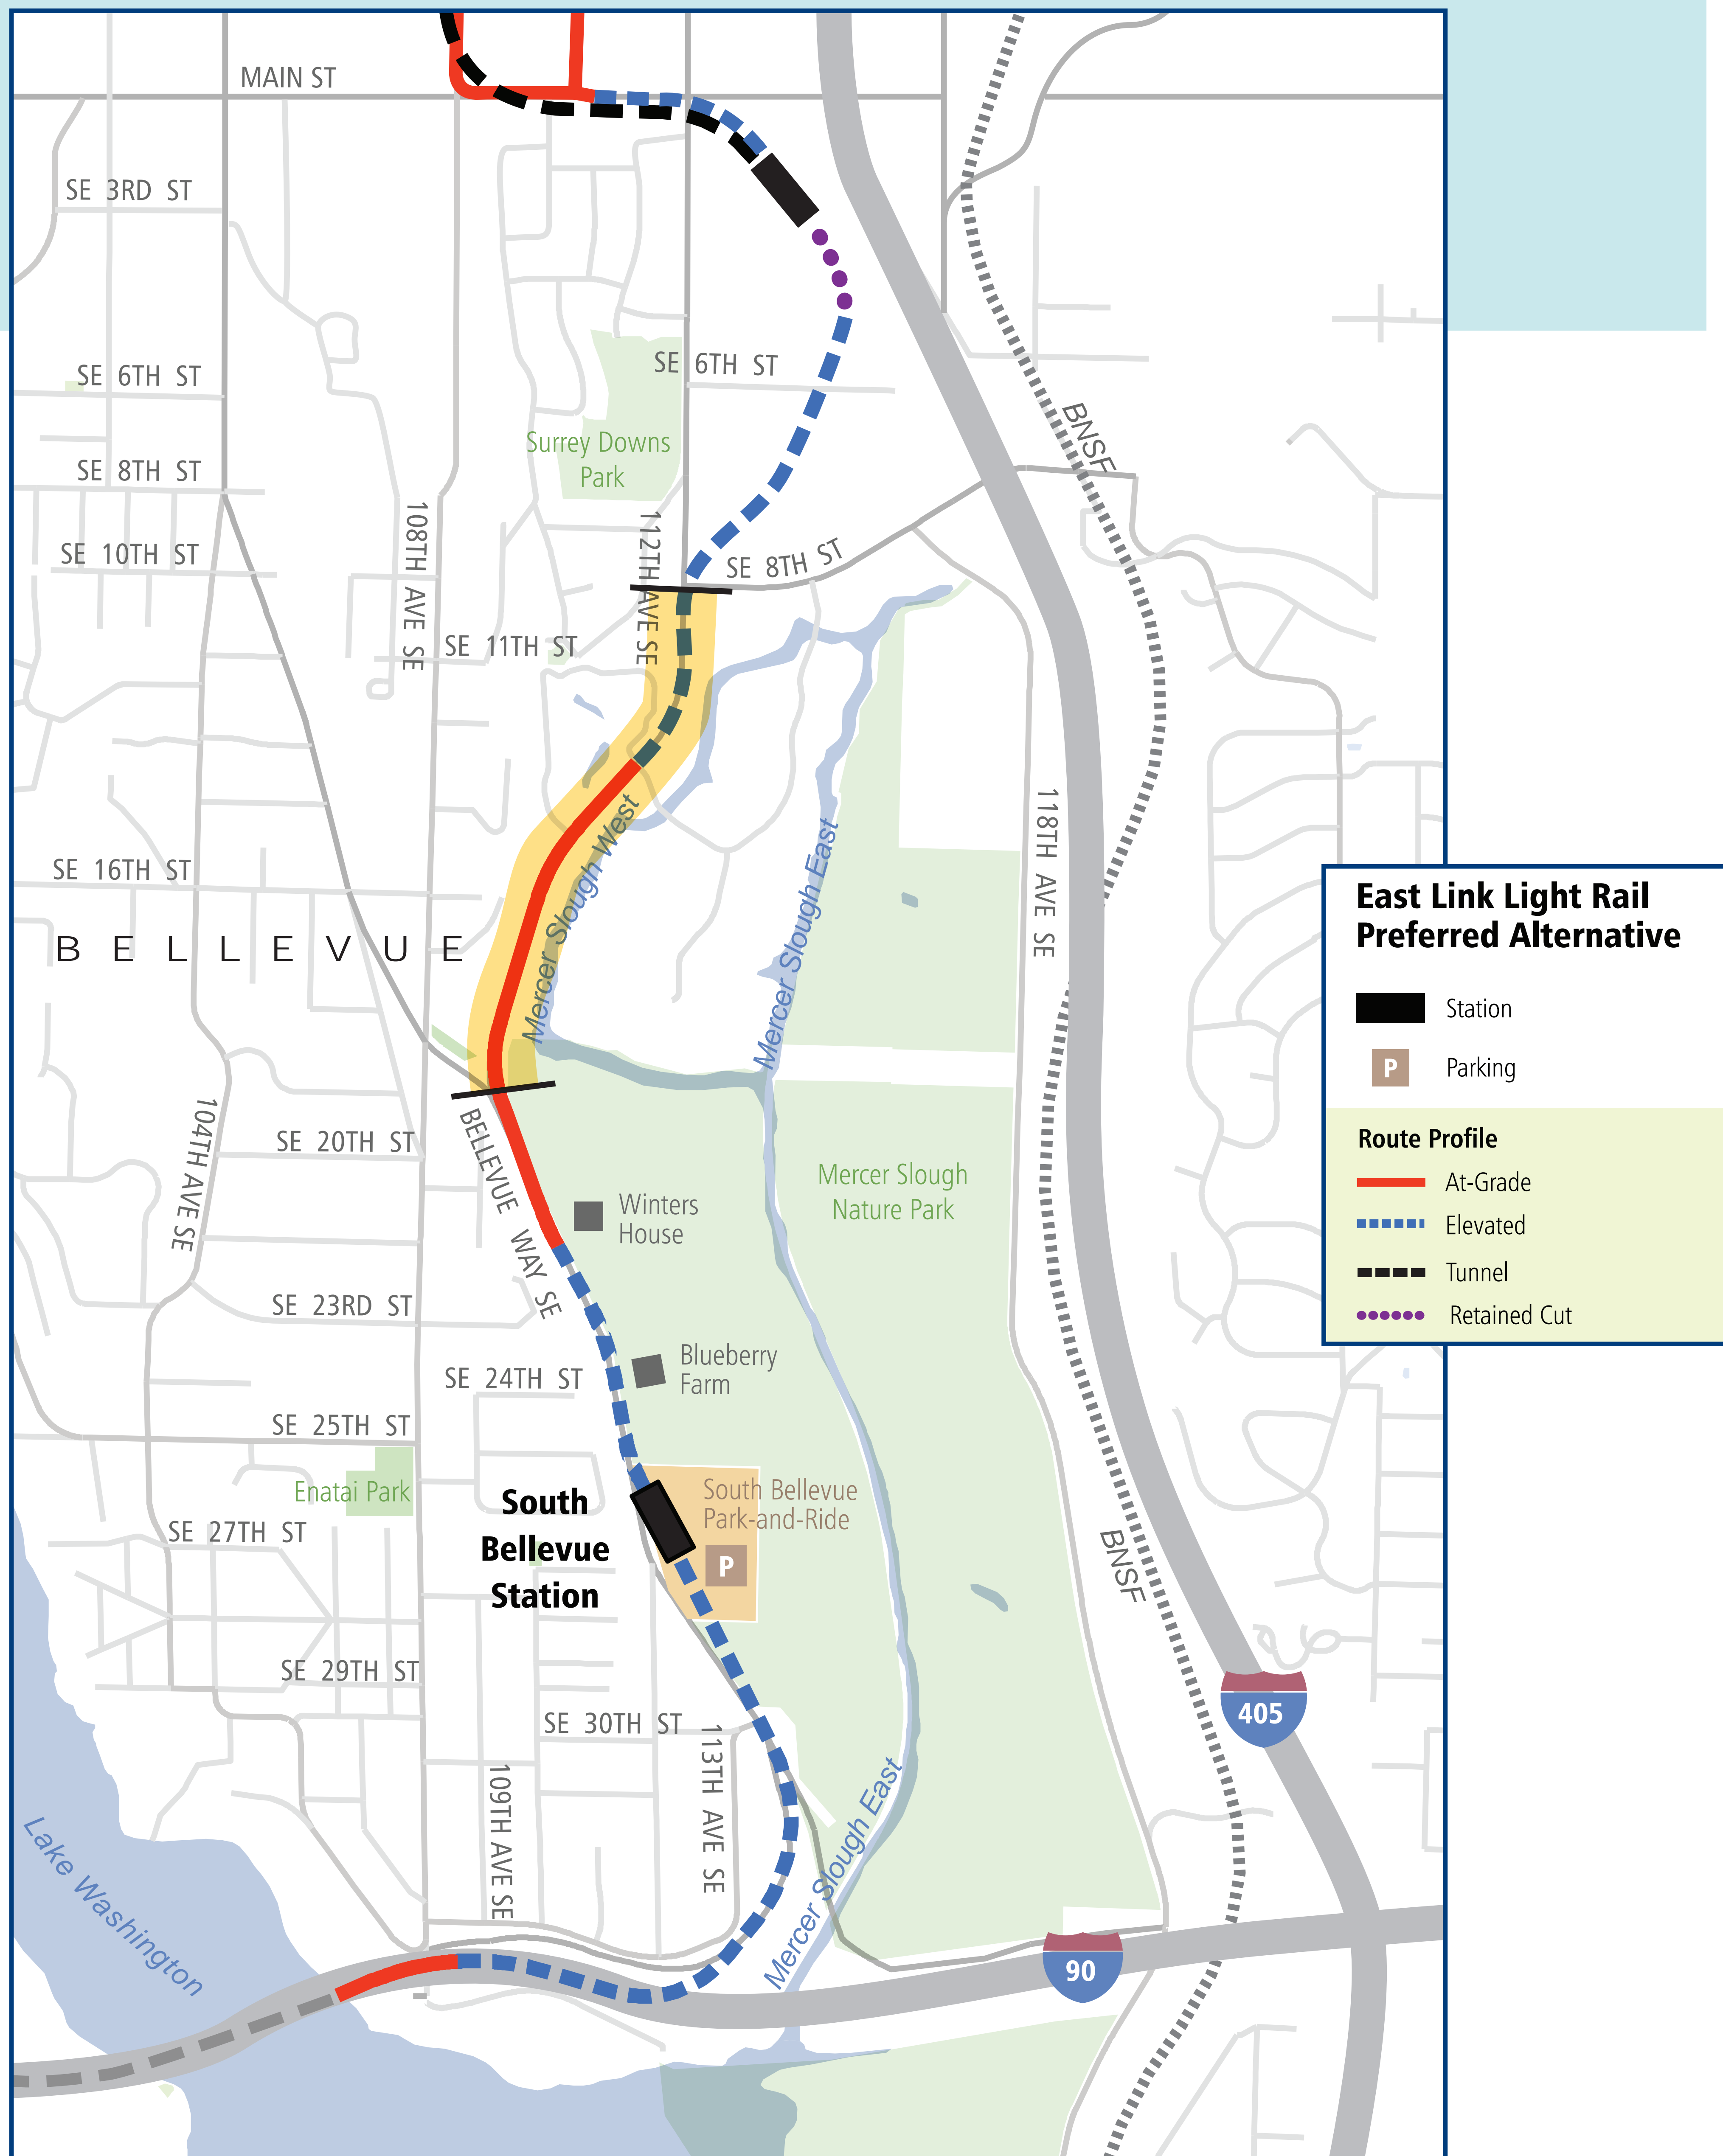 MAIN ST
SE 3RD ST
SE 6TH ST
SE 6TH ST
BNSF
Surrey Downs
Park
SE 8TH ST
108TH AVE SE
112TH AVE SE
SE 10TH ST
SE 8TH ST
SE 11TH ST
Mercer Slough West
Mercer Slough East
118TH AVE SE
SE 16TH ST
BELLEVUE
East Link Light Rail
Preferred Alternative
Station
P
Parking
Route Profile
At-Grade
Elevated
Tunnel
Retained Cut
104TH AVE SE
SE 20TH ST
BELLEVUE WAY SE
Winters
House
Mercer Slough
Nature Park
SE 23RD ST
Blueberry
Farm
SE 24TH ST
SE 25TH ST
Enatai Park
South
Bellevue
Station
South Bellevue
Park-and-Ride
P
SE 27TH ST
BNSF
SE 29TH ST
405
SE 30TH ST
113TH AVE SE
109TH AVE SE
Mercer Slough East
Lake Washington
90